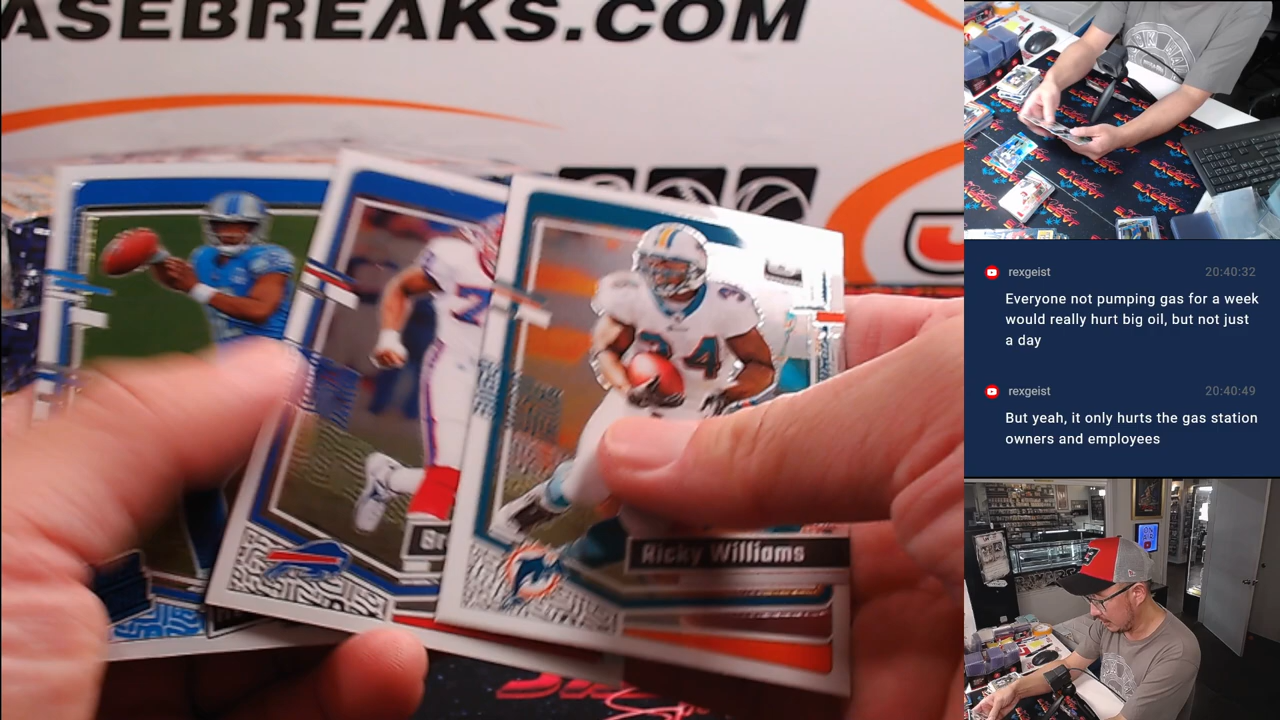 ASEBREAKS.COM
34
Br
Ricky Williams
rexgeist
20:40:32
Everyone not pumping gas for a week
would really hurt big oil, but not just
a day
rexgeist
20:40:49
But yeah, it only hurts the gas station
owners and employees